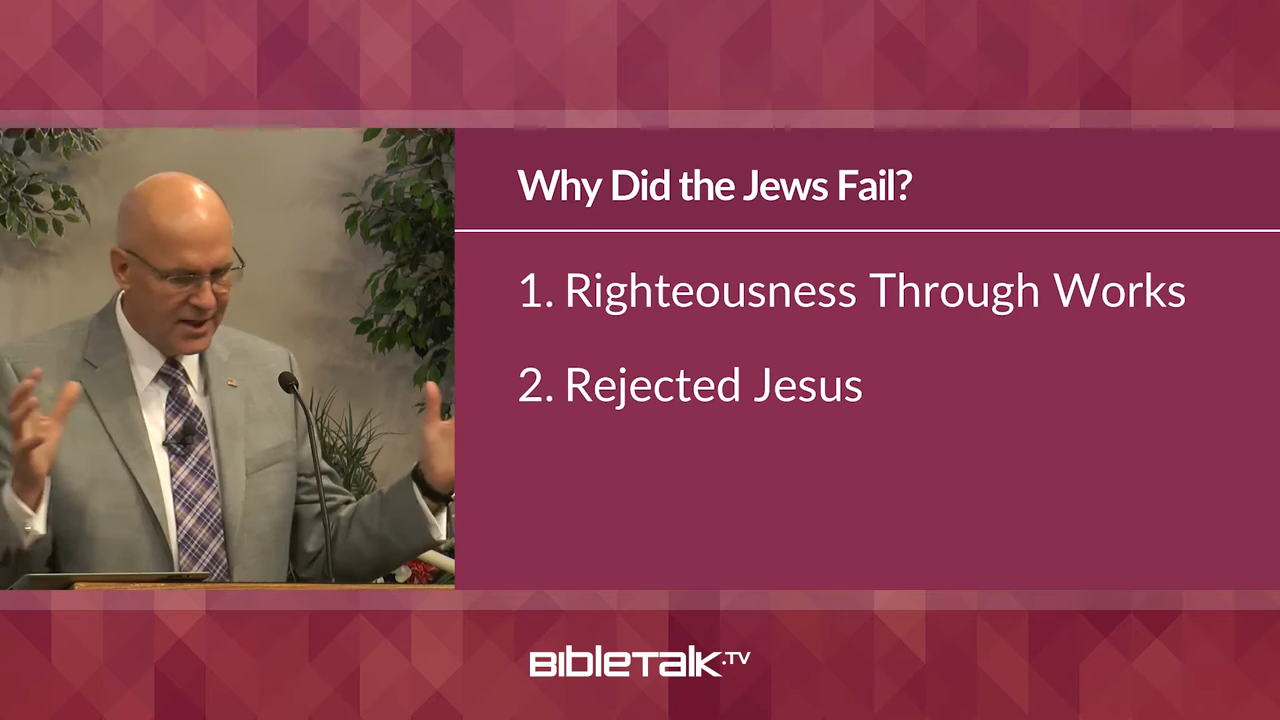 Why Did the Jews Fail?
1. Righteousness Through Works
2. Rejected Jesus
BIBLETALK.TV